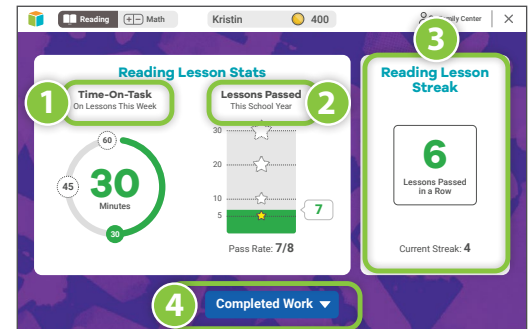 Reading
Math
Kristin
400
Family Center
3
Reading Lesson Stats
1
Time-On-Task
On Lessons This Week
60
45
30
Minutes
30
Lessons Passed
This School Year
2
30
20
10
5
7
Pass Rate: 7/8
Reading Lesson
Streak
6
Lessons Passed
in a Row
Current Streak: 4
4
Completed Work